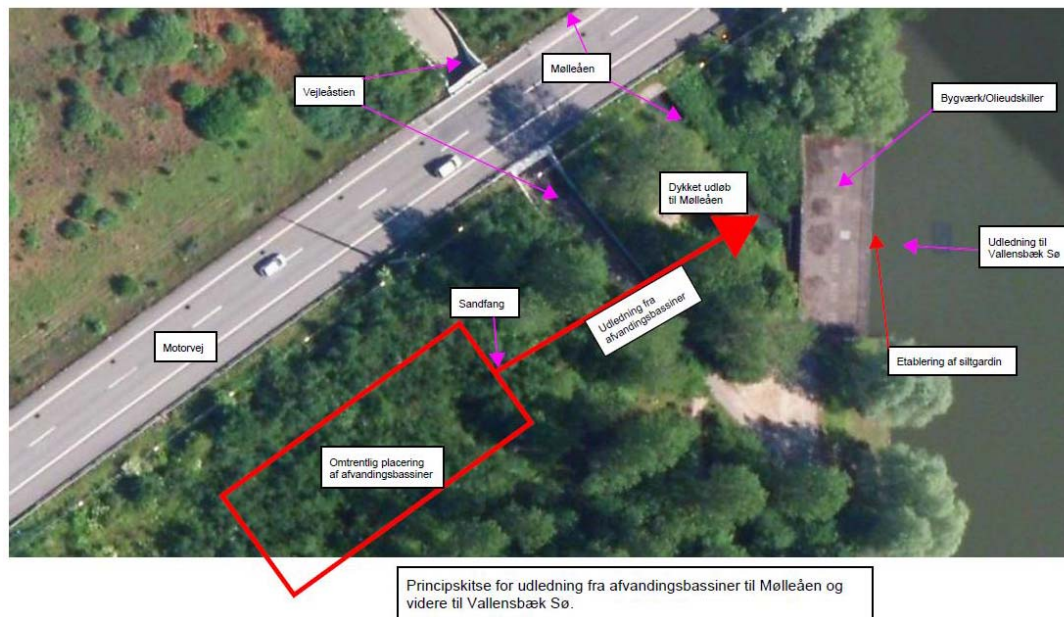 Mølleåen
Vejleåstien
Bygværk/Olieudskiller
Dykket udløb
til Mølleåen
Udledning til
Vallensbæk Sø
Sandfang
Udledning fra
afvandingsbassiner
Motorvej
Etablering af siltgardin
Omtrentlig placering
af afvandingsbassiner
Principskitse for udledning fra afvandingsbassiner til Mølleåen og
videre til Vallensbæk Sø.